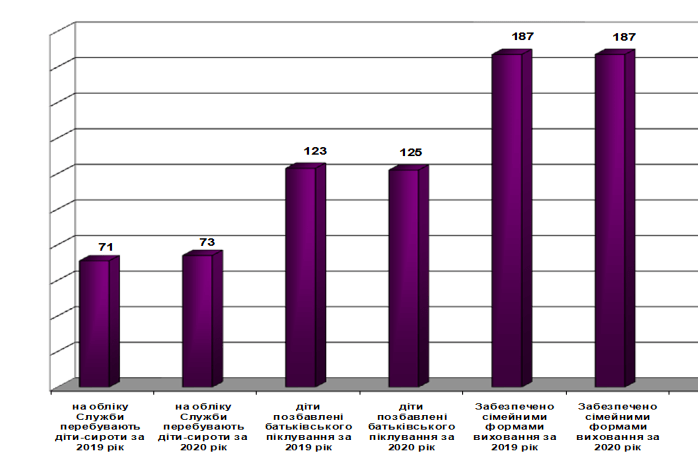 187
187
123
125
71
73
на обліку
Служби
перебувають
діти-сироти за
2019 рік
на обліку
Служби
перебувають
діти-сироти за
2020 рік
діти
позбавлені
батьківського
піклування за
2019 рік
діти
позбавлені
батьківського
піклування за
2020 рік
Забезпечено
сімейними
формами
виховання за
2019 рік
Забезпечено
сімейними
формами
виховання за
2020 рік